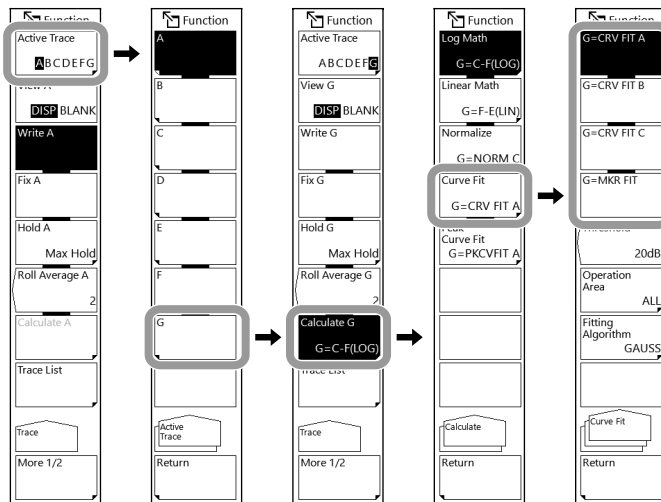 Function
Active Trace
ABCDEFG
View A
DISP BLANK
Write A
Fix A
Hold A
Max Hold
Roll Average A
2
Calculate A
Trace List
Trace
More 1/2
Function
A
B
C
D
E
F
G
Active
Trace
Return
Function
Active Trace
ABCDEFG
View G
DISP BLANK
Write G
Fix G
Hold G
Max Hold
Roll Average G
2
Calculate G
G=C-F(LOG)
Trace List
Trace
More 1/2
Function
Log Math
G=C-F(LOG)
Linear Math
G=F-E(LIN)
Normalize
G=NORM C
Curve Fit
G=CRV FIT A
Peak
Curve Fit
G=PKCVFIT A
Calculate
Return
Function
G=CRV FIT A
G=CRV FIT B
G=CRV FIT C
G=MKR FIT
Threshold
20dB
Operation
Area
ALL
Fitting
Algorithm
GAUSS
Curve Fit
Return